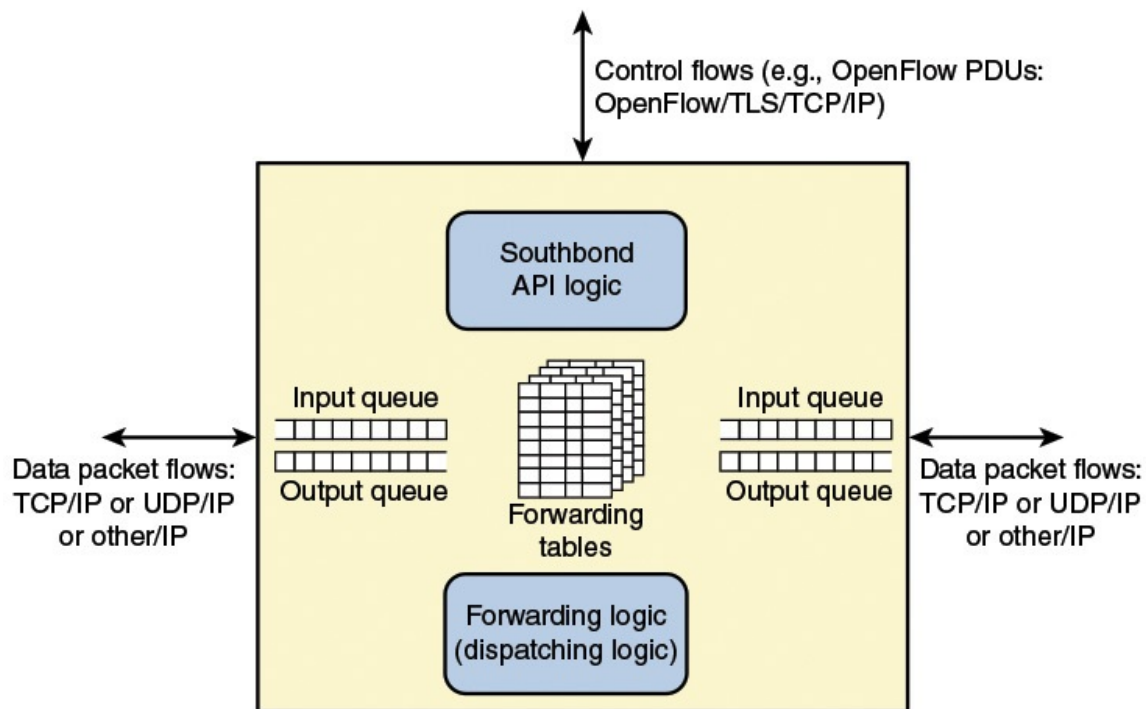 Control flows (e.g., OpenFlow PDUs:
OpenFlow/TLS/TCP/IP)
Southbond
API logic
Input queue
Output queue
Forwarding
tables
Input queue
Output queue
Data packet flows:
TCP/IP or UDP/IP
or other/IP
Data packet flows:
TCP/IP or UDP/IP
or other/IP
Forwarding logic
(dispatching logic)